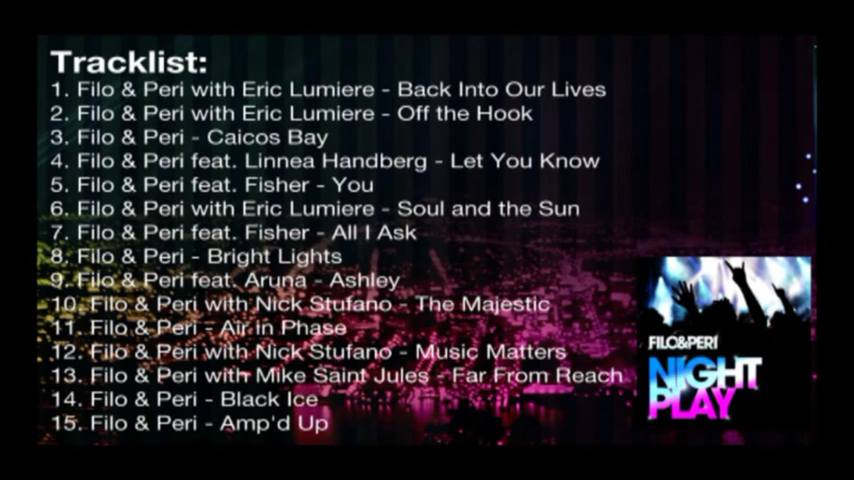 Tracklist:
1. Filo & Peri with Eric Lumiere - Back Into Our Lives
2. Filo & Peri with Eric Lumiere - Off the Hook
3. Filo & Peri - Caicos Bay
4. Filo & Peri feat. Linnea Handberg - Let You Know
5. Filo & Peri feat. Fisher - You
6. Filo & Peri with Eric Lumiere - Soul and the Sun
7. Filo & Peri feat. Fisher - All I Ask
8. Filo & Peri - Bright Lights
9. Filo & Peri feat. Aruna - Ashley
10. Filo & Peri with Nick Stufano - The Majestic
11. Filo & Peri - Air in Phase
12. Filo & Peri with Nick Stufano - Music Matters
13. Filo & Peri with Mike Saint Jules - Far From Reach
14. Filo & Peri - Black Ice
15. Filo & Peri - Amp'd Up
FILO&PERI
NIGHT
PLAY